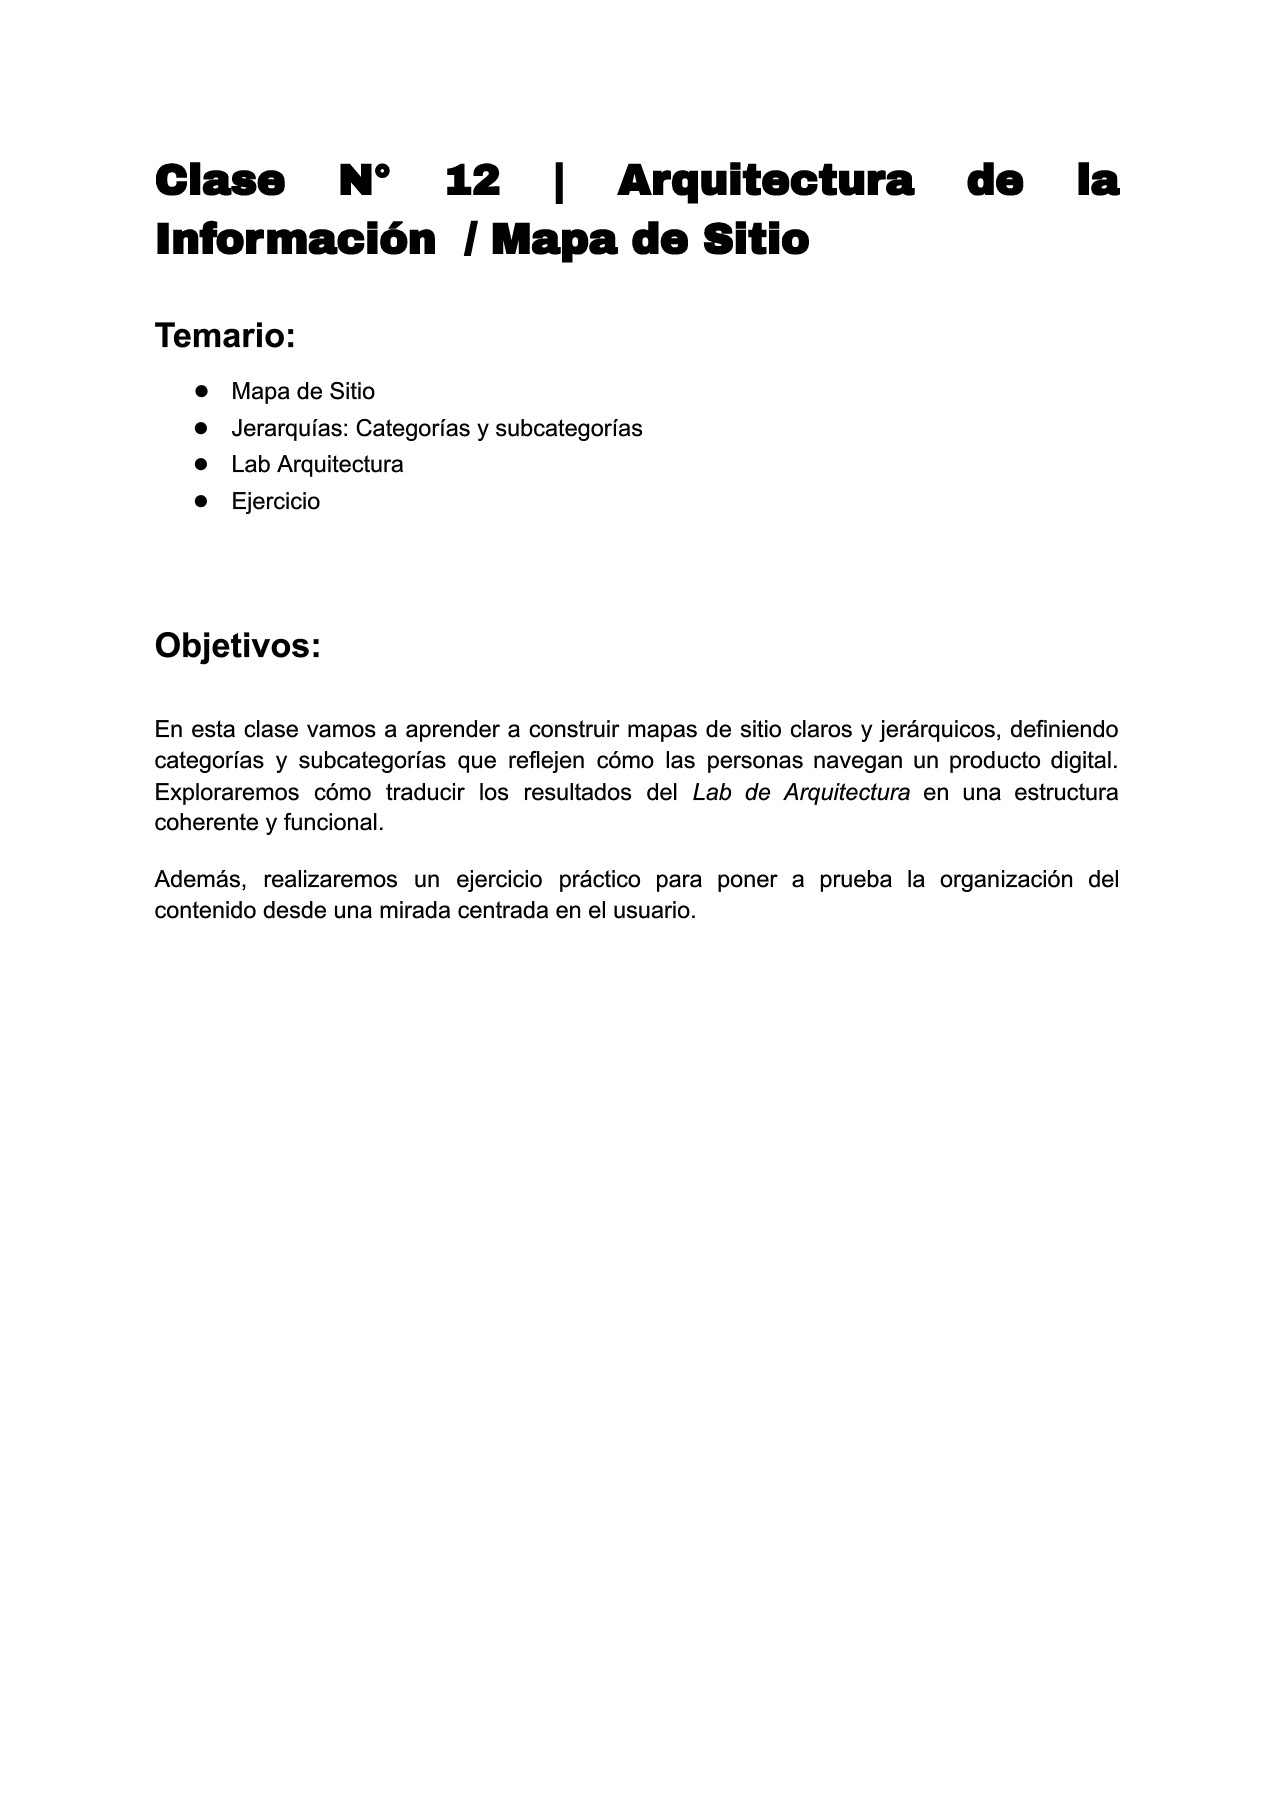 Clase N° 12 | Arquitectura de la
Información / Mapa de Sitio
Temario:
● Mapa de Sitio
● Jerarquías: Categorías y subcategorías
● Lab Arquitectura
● Ejercicio
Objetivos:
En esta clase vamos a aprender a construir mapas de sitio claros y jerárquicos, definiendo
categorías y subcategorías que reflejen cómo las personas navegan un producto digital.
Exploraremos cómo traducir los resultados del Lab de Arquitectura en una estructura
coherente y funcional.
Además, realizaremos un ejercicio práctico para poner a prueba la organización del
contenido desde una mirada centrada en el usuario.